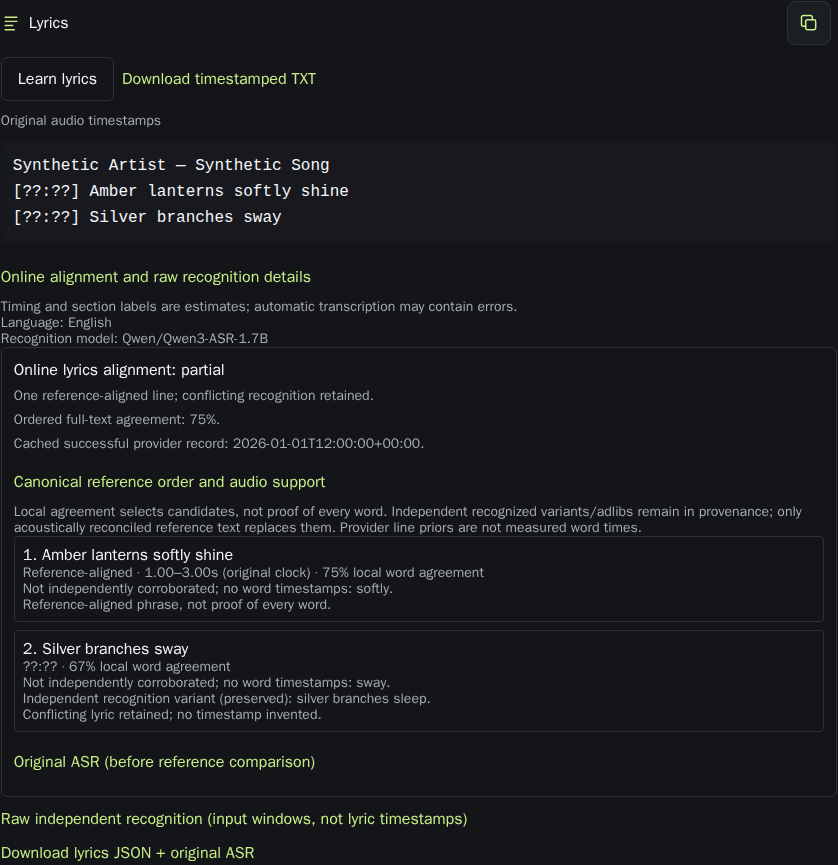 Lyrics
Learn lyrics
Download timestamped TXT
Original audio timestamps
Synthetic Artist — Synthetic Song
[??:??] Amber lanterns softly shine
[??:??] Silver branches sway
Online alignment and raw recognition details
Timing and section labels are estimates; automatic transcription may contain errors.
Language: English
Recognition model: Qwen/Qwen3-ASR-1.7B
Online lyrics alignment: partial
One reference-aligned line; conflicting recognition retained.
Ordered full-text agreement: 75%.
Cached successful provider record: 2026-01-01T12:00:00+00:00.
Canonical reference order and audio support
Local agreement selects candidates, not proof of every word. Independent recognized variants/adlibs remain in provenance; only
acoustically reconciled reference text replaces them. Provider line priors are not measured word times.
1. Amber lanterns softly shine
Reference-aligned · 1.00–3.00s (original clock) · 75% local word agreement
Not independently corroborated; no word timestamps: softly.
Reference-aligned phrase, not proof of every word.
2. Silver branches sway
??:?? · 67% local word agreement
Not independently corroborated; no word timestamps: sway.
Independent recognition variant (preserved): silver branches sleep.
Conflicting lyric retained; no timestamp invented.
Original ASR (before reference comparison)
Raw independent recognition (input windows, not lyric timestamps)
Download lyrics JSON + original ASR